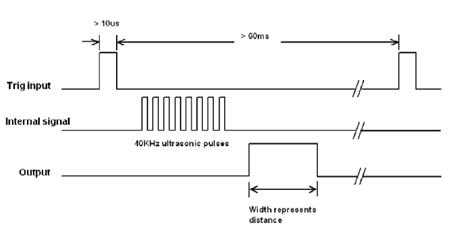 > 10us
> 60ms
Trig input
Internal signal
40KHz ultrasonic pulses
Output
Width represents
distance